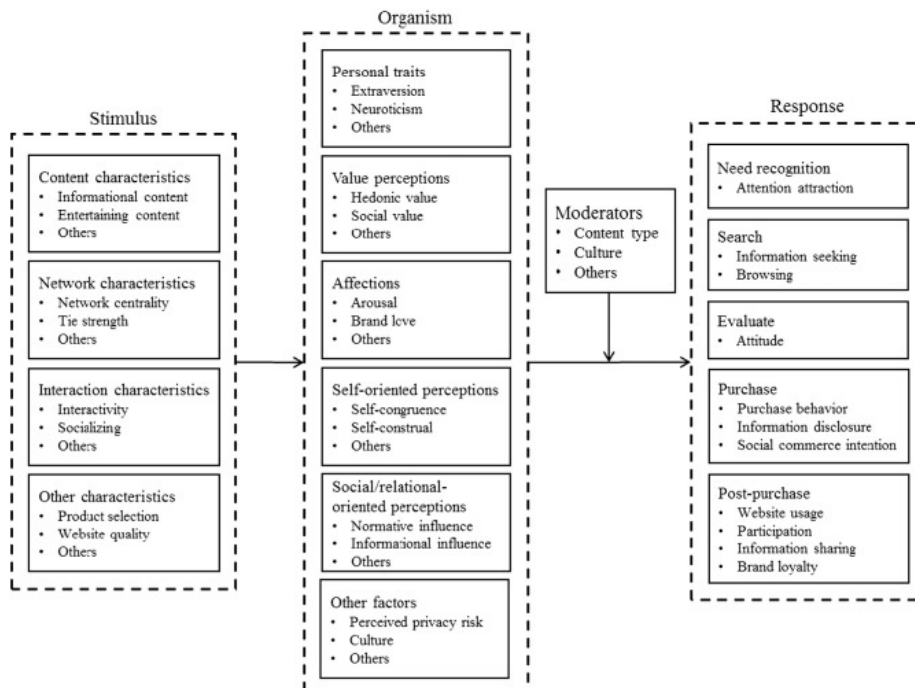 Stimulus
Content characteristics
• Informational content
• Entertaining content
• Others
Network characteristics
• Network centrality
• Tie strength
• Others
Interaction characteristics
• Interactivity
• Socializing
• Others
Other characteristics
• Product selection
• Website quality
• Others
Organism
Personal traits
• Extraversion
• Neuroticism
• Others
Value perceptions
• Hedonic value
• Social value
• Others
Affections
• Arousal
• Brand love
• Others
Self-oriented perceptions
• Self-congruence
• Self-construal
• Others
Social/relational-
oriented perceptions
• Normative influence
• Informational influence
• Others
Other factors
• Perceived privacy risk
• Culture
• Others
Moderators
• Content type
• Culture
• Others
Response
Need recognition
• Attention attraction
Search
• Information seeking
• Browsing
Evaluate
• Attitude
Purchase
• Purchase behavior
• Information disclosure
• Social commerce intention
Post-purchase
• Website usage
• Participation
• Information sharing
• Brand loyalty